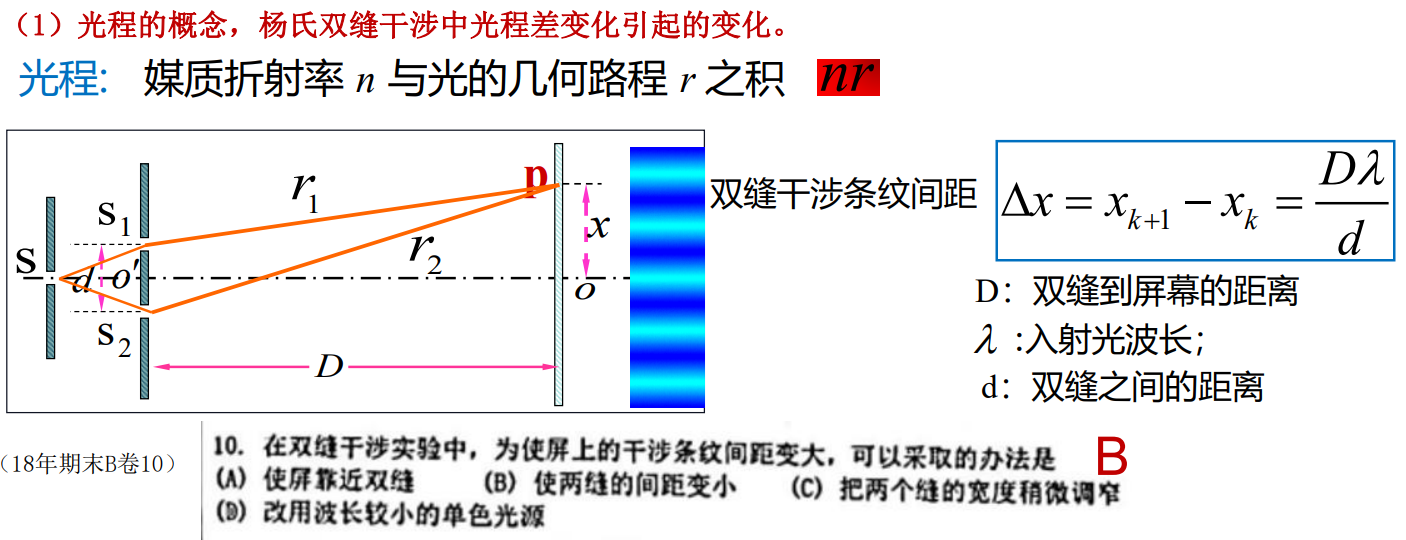 （1）光程的概念，杨氏双缝干涉中光程差变化引起的变化。
光程: 媒质折射率 n 与光的几何路程 r 之积 nr
S
S1
S2
d
o'
r1
r2
p
x
o
D
双缝干涉条纹间距
Δx = x_{k+1} − x_k = Dλ/d
D：双缝到屏幕的距离
λ :入射光波长；
d：双缝之间的距离
（18年期末B卷10）
10. 在双缝干涉实验中，为使屏上的干涉条纹间距变大，可以采取的办法是 B
(A) 使屏靠近双缝 (B) 使两缝的间距变小 (C) 把两个缝的宽度稍微调窄
(D) 改用波长较小的单色光源